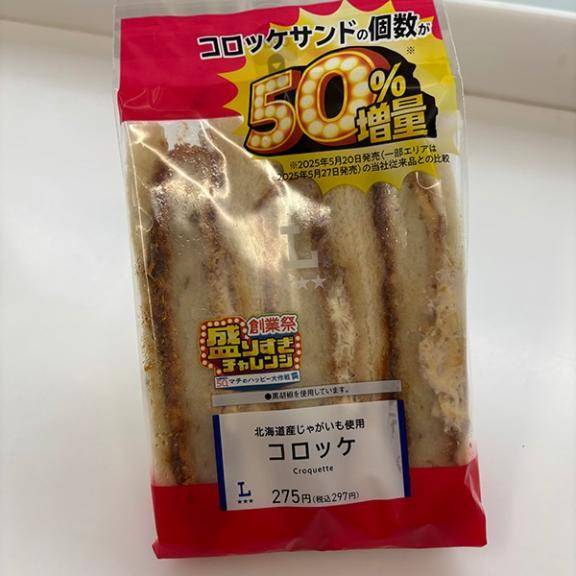 コロッケサンドの個数が
50%増量※
※2025年5月20日発売(一部エリアは
2025年5月27日発売)の当社従来品との比較
L
創業祭
盛りすぎ
チャレンジ
マチのハッピー大作戦
●黒胡椒を使用しています。
北海道産じゃがいも使用
コロッケ
Croquette
L
275円(税込297円)